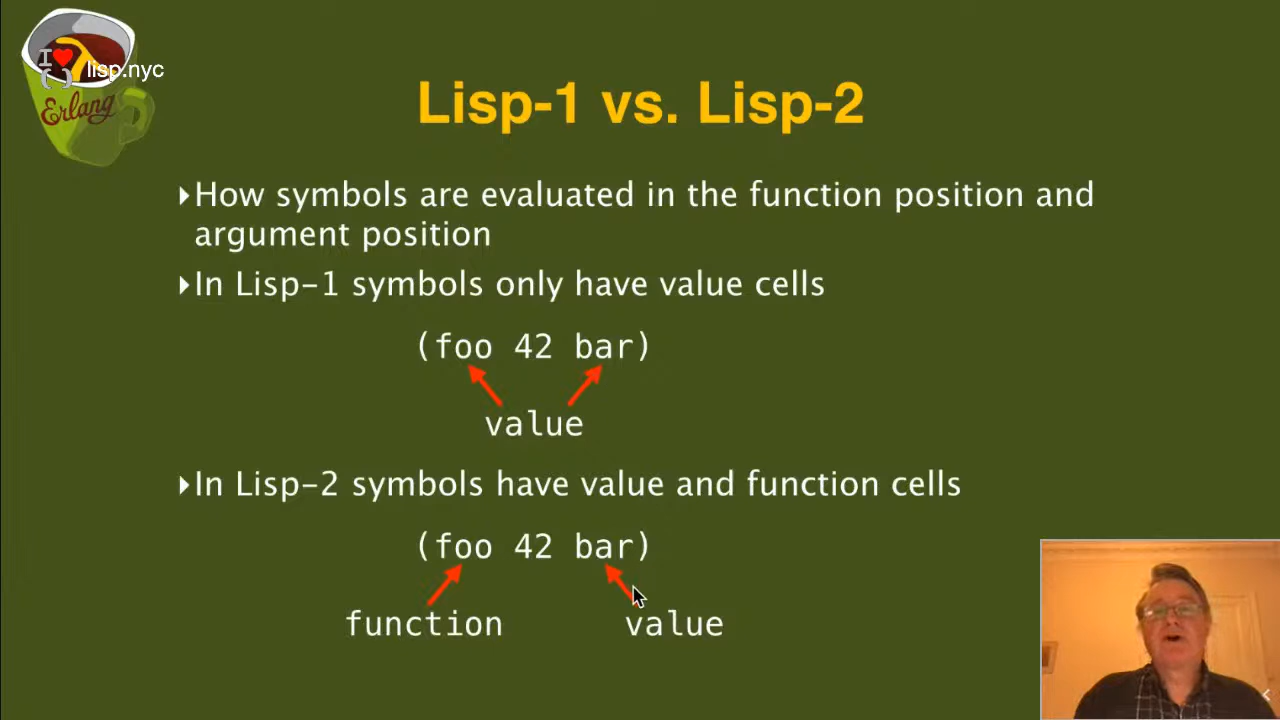 I ❤ ( ) lisp.nyc
Erlang
Lisp-1 vs. Lisp-2
▸How symbols are evaluated in the function position and
argument position
▸In Lisp-1 symbols only have value cells
(foo 42 bar)
value
▸In Lisp-2 symbols have value and function cells
(foo 42 bar)
function value